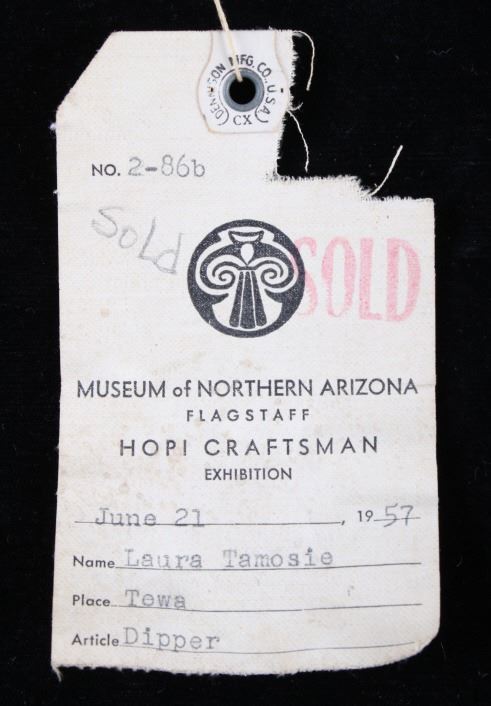 DENNISON MFG. CO., U.S.A.
CX
NO. 2-86b
Sold
SOLD
MUSEUM of NORTHERN ARIZONA
FLAGSTAFF
HOPI CRAFTSMAN
EXHIBITION
June 21, 1957
Name Laura Tamosie
Place Tewa
Article Dipper